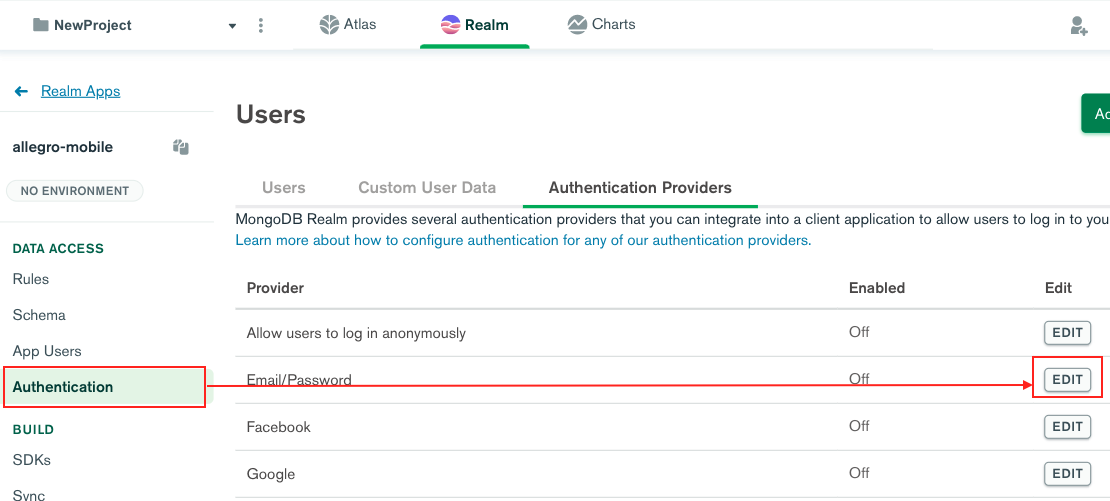 NewProject
Atlas
Realm
Charts
Realm Apps
allegro-mobile
NO ENVIRONMENT
DATA ACCESS
Rules
Schema
App Users
Authentication
BUILD
SDKs
Sync
Users
Users Custom User Data Authentication Providers
MongoDB Realm provides several authentication providers that you can integrate into a client application to allow users to log in to you
Learn more about how to configure authentication for any of our authentication providers.
Provider Enabled Edit
Allow users to log in anonymously Off EDIT
Email/Password Off EDIT
Facebook Off EDIT
Google Off EDIT